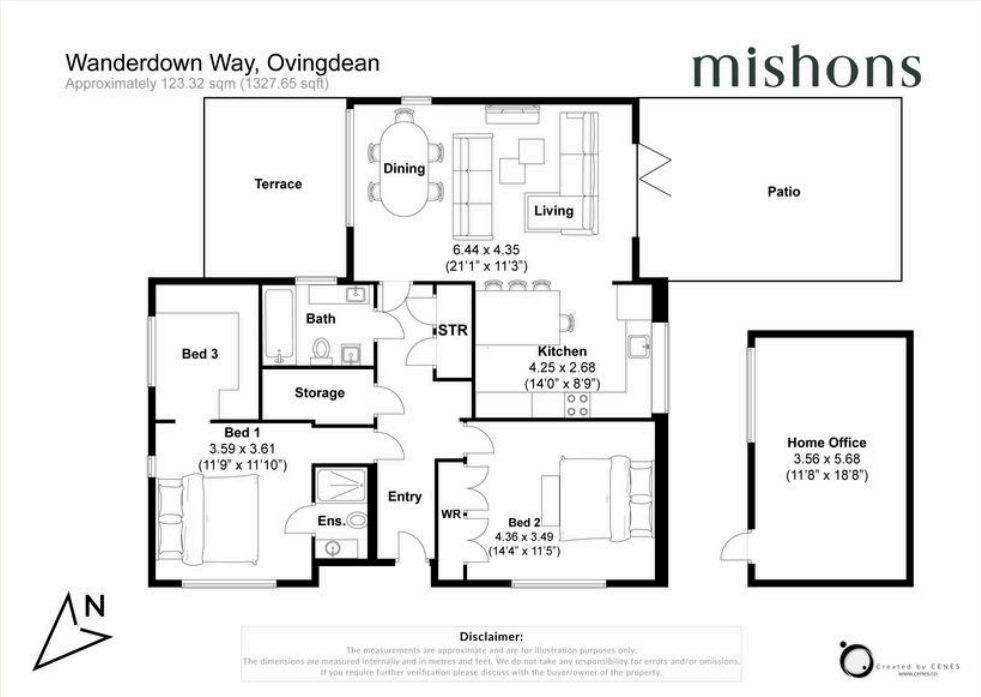 Wanderdown Way, Ovingdean
Approximately 123.32 sqm (1327.65 sqft)
mishons
Terrace
Dining
Living
Patio
6.44 x 4.35
(21'1" x 11'3")
Bath
STR
Bed 3
Kitchen
4.25 x 2.68
(14'0" x 8'9")
Storage
Bed 1
3.59 x 3.61
(11'9" x 11'10")
Home Office
3.56 x 5.68
(11'8" x 18'8")
Entry
Ens.
WR
Bed 2
4.36 x 3.49
(14'4" x 11'5")
N
Disclaimer:
The measurements are approximate and are for illustration purposes only.
The dimensions are measured internally and in metres and feet. We do not take any responsibility for errors and/or omissions.
If you require further verification please discuss with the buyer/owner of the property.
Created by CENES
www.cenes.co